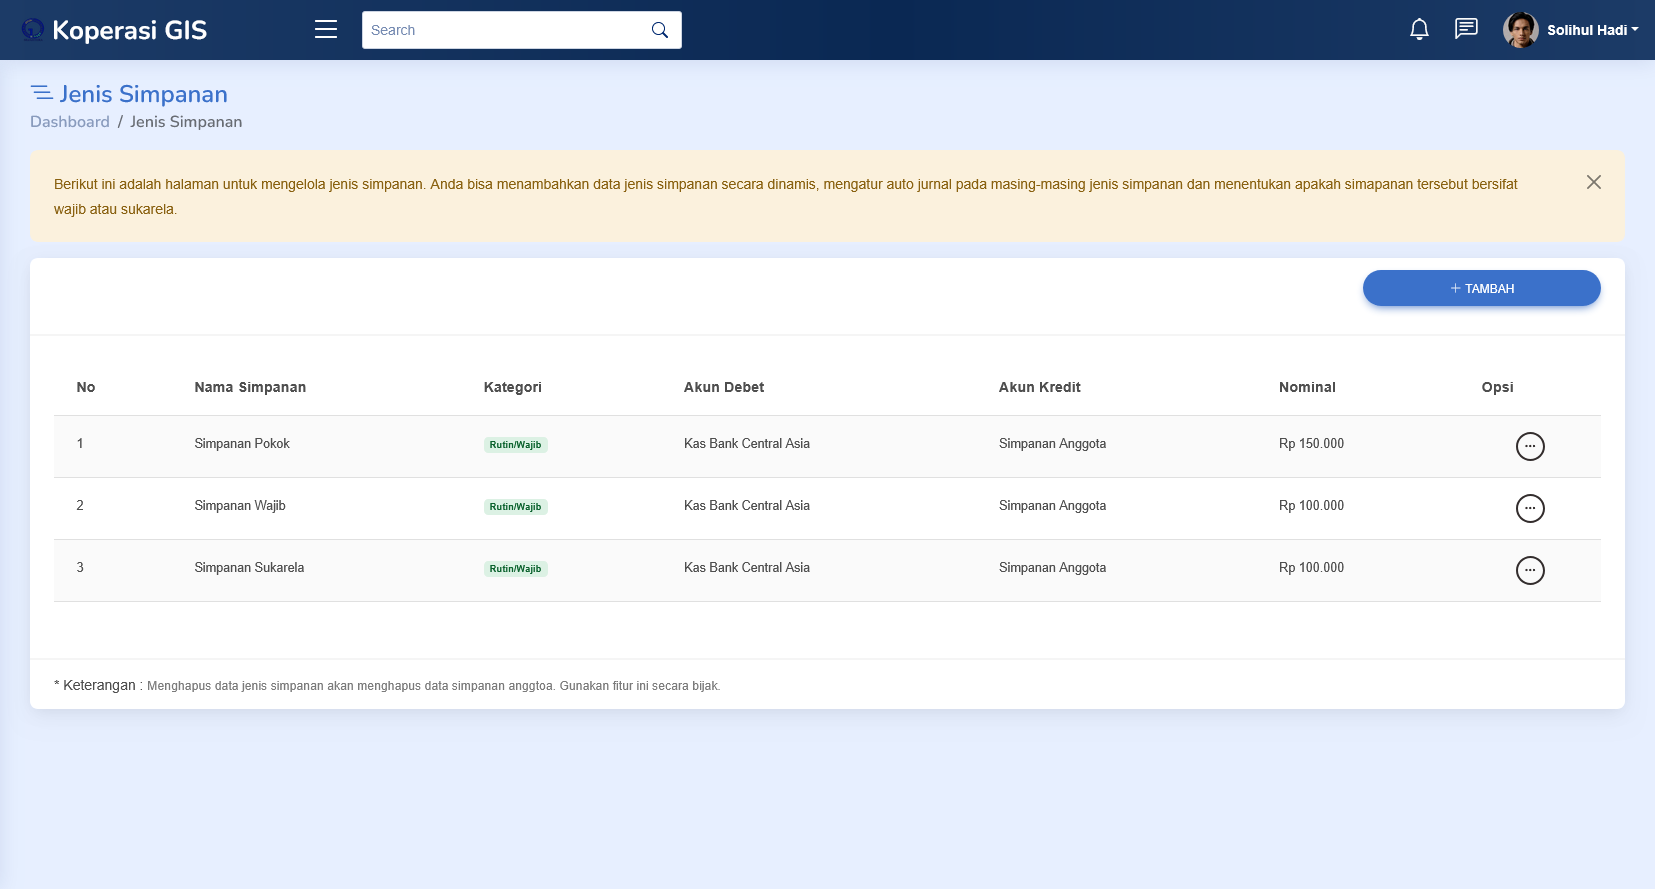 Koperasi GIS
Search
Solihul Hadi
Jenis Simpanan
Dashboard / Jenis Simpanan
Berikut ini adalah halaman untuk mengelola jenis simpanan. Anda bisa menambahkan data jenis simpanan secara dinamis, mengatur auto jurnal pada masing-masing jenis simpanan dan menentukan apakah simapanan tersebut bersifat
wajib atau sukarela.
+ TAMBAH
No Nama Simpanan Kategori Akun Debet Akun Kredit Nominal Opsi
1 Simpanan Pokok Rutin/Wajib Kas Bank Central Asia Simpanan Anggota Rp 150.000
2 Simpanan Wajib Rutin/Wajib Kas Bank Central Asia Simpanan Anggota Rp 100.000
3 Simpanan Sukarela Rutin/Wajib Kas Bank Central Asia Simpanan Anggota Rp 100.000
* Keterangan : Menghapus data jenis simpanan akan menghapus data simpanan anggtoa. Gunakan fitur ini secara bijak.